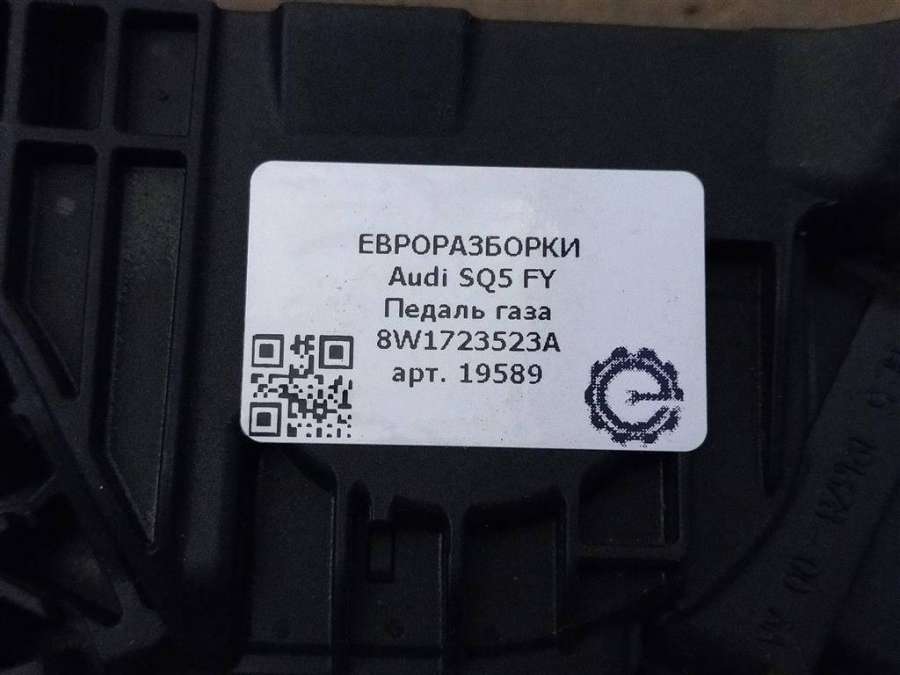 ЕВРОРАЗБОРКИ
Audi SQ5 FY
Педаль газа
8W1723523A
арт. 19589